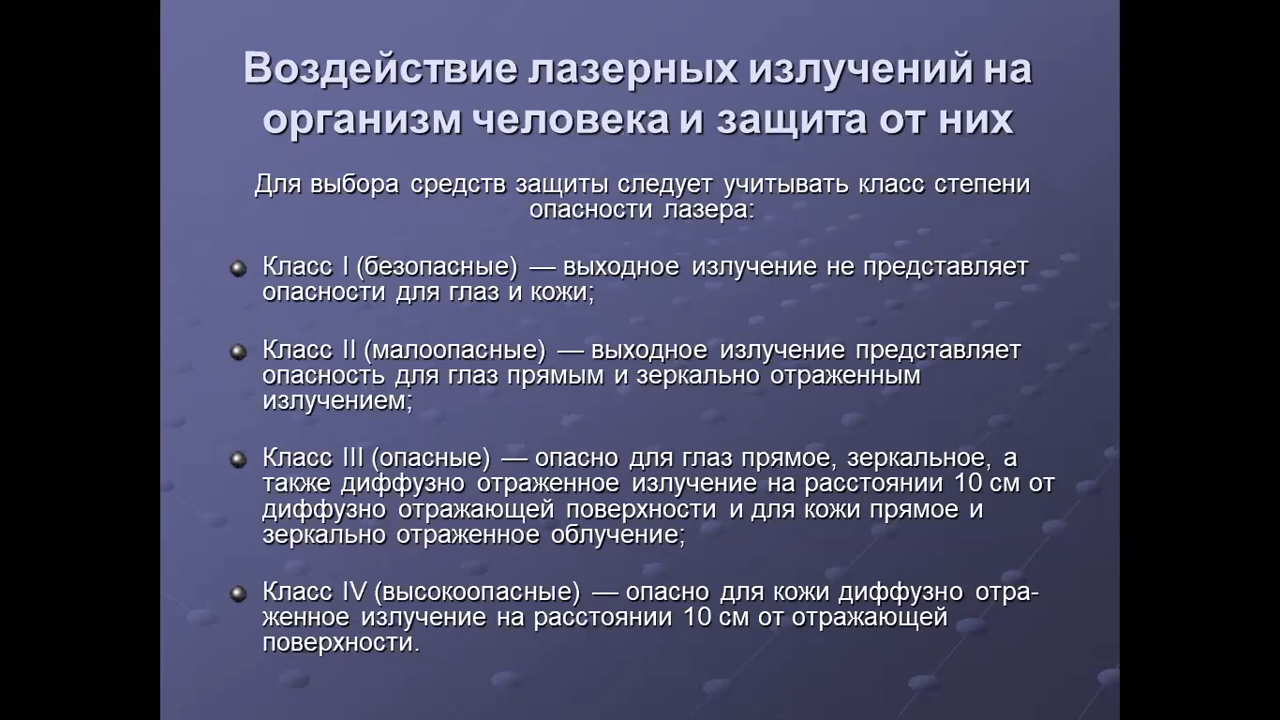 Воздействие лазерных излучений на
организм человека и защита от них
Для выбора средств защиты следует учитывать класс степени
опасности лазера:
Класс I (безопасные) — выходное излучение не представляет
опасности для глаз и кожи;
Класс II (малоопасные) — выходное излучение представляет
опасность для глаз прямым и зеркально отраженным
излучением;
Класс III (опасные) — опасно для глаз прямое, зеркальное, а
также диффузно отраженное излучение на расстоянии 10 см от
диффузно отражающей поверхности и для кожи прямое и
зеркально отраженное облучение;
Класс IV (высокоопасные) — опасно для кожи диффузно отра-
женное излучение на расстоянии 10 см от отражающей
поверхности.